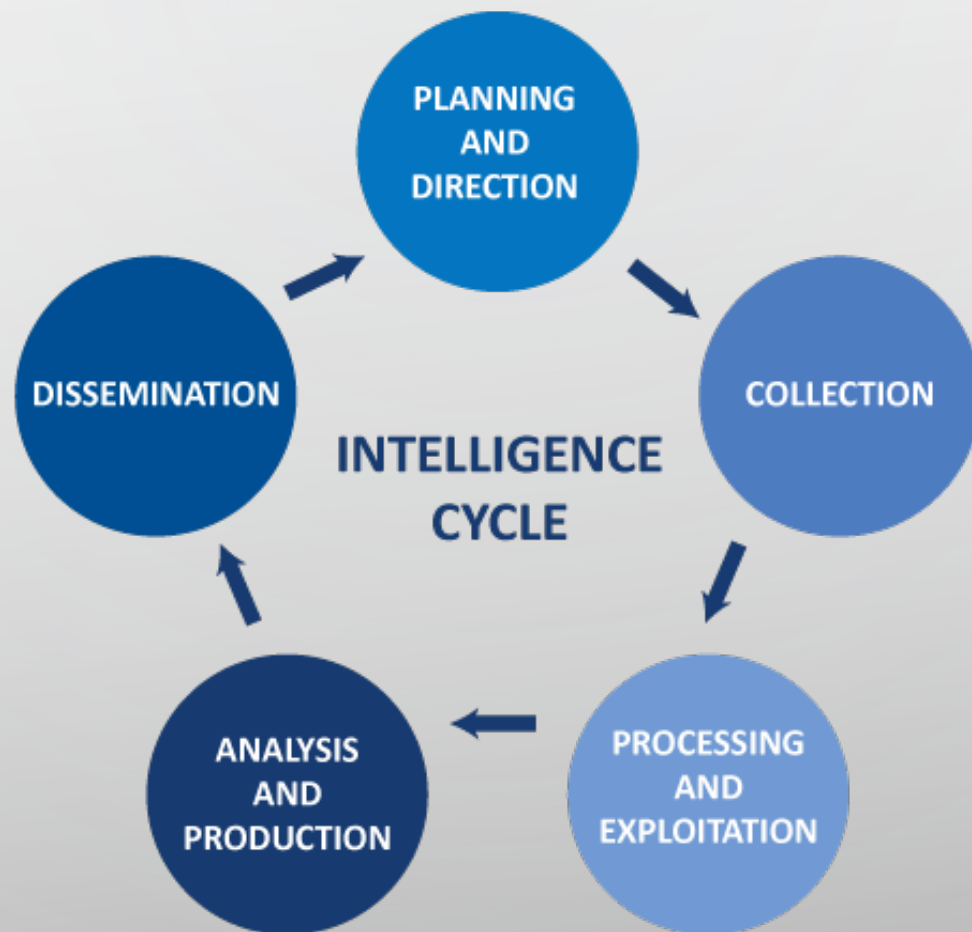 PLANNING
AND
DIRECTION
COLLECTION
PROCESSING
AND
EXPLOITATION
ANALYSIS
AND
PRODUCTION
DISSEMINATION
INTELLIGENCE
CYCLE